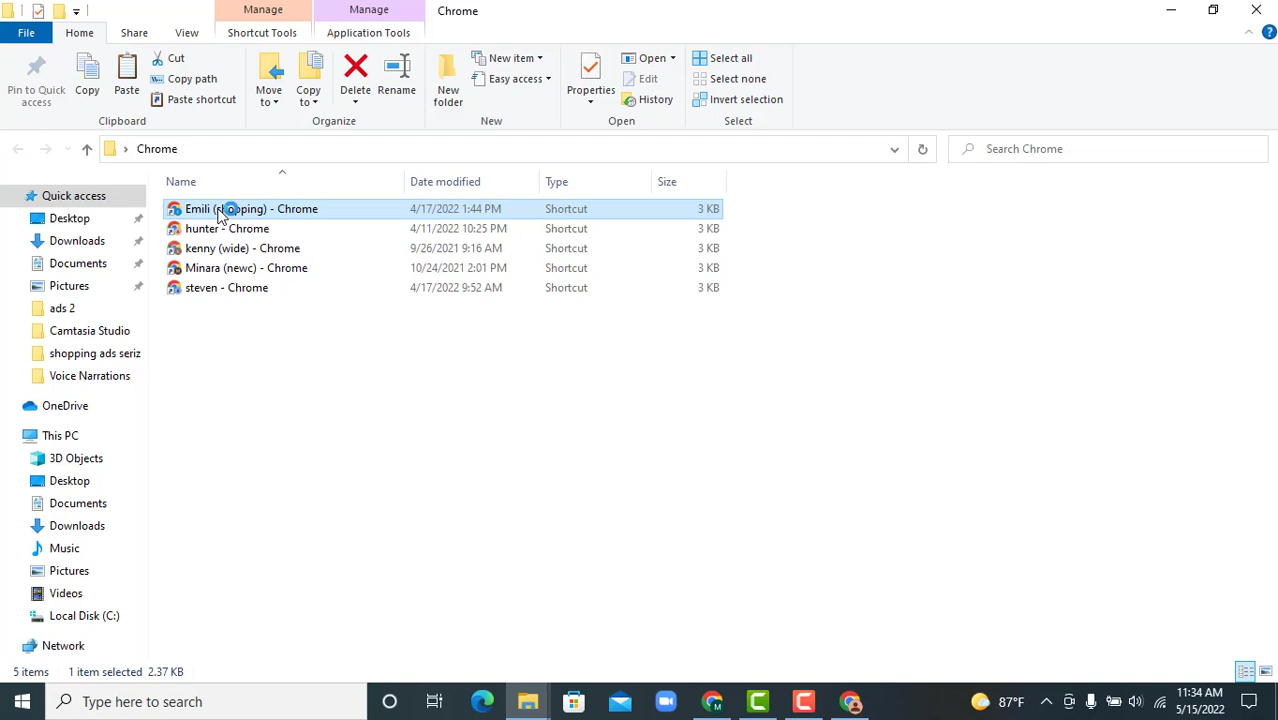 Manage Manage Chrome
File Home Share View Shortcut Tools Application Tools
Pin to Quick access
Copy
Paste
Cut
Copy path
Paste shortcut
Clipboard
Move to
Copy to
Delete
Rename
Organize
New folder
New item
Easy access
New
Properties
Open
Edit
History
Open
Select all
Select none
Invert selection
Select
Chrome
Search Chrome
Name Date modified Type Size
Emili (shopping) - Chrome 4/17/2022 1:44 PM Shortcut 3 KB
hunter - Chrome 4/11/2022 10:25 PM Shortcut 3 KB
kenny (wide) - Chrome 9/26/2021 9:16 AM Shortcut 3 KB
Minara (newc) - Chrome 10/24/2021 2:01 PM Shortcut 3 KB
steven - Chrome 4/17/2022 9:52 AM Shortcut 3 KB
Quick access
Desktop
Downloads
Documents
Pictures
ads 2
Camtasia Studio
shopping ads seriz
Voice Narrations
OneDrive
This PC
3D Objects
Desktop
Documents
Downloads
Music
Pictures
Videos
Local Disk (C:)
Network
5 items 1 item selected 2.37 KB
Type here to search
87°F
11:34 AM
5/15/2022